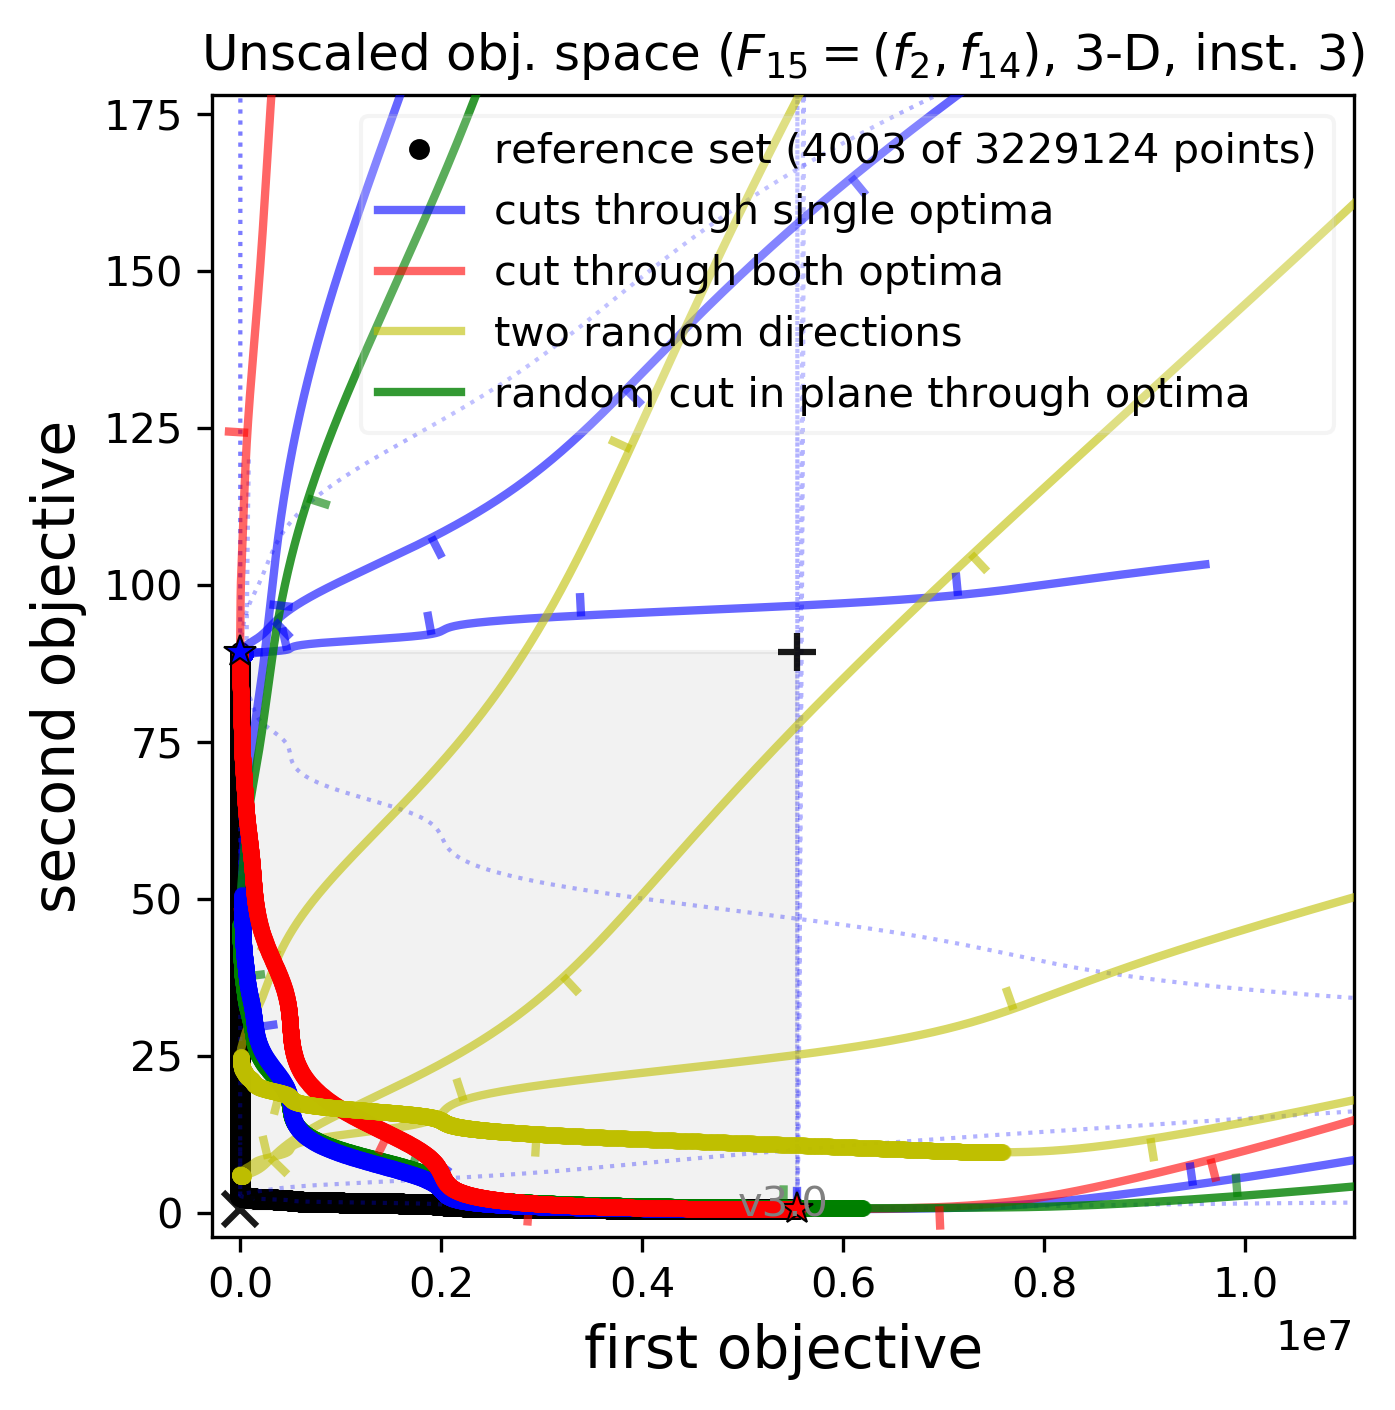 Unscaled obj. space (F₁₅ = (f₂, f₁₄), 3-D, inst. 3)
reference set (4003 of 3229124 points)
cuts through single optima
cut through both optima
two random directions
random cut in plane through optima
175
150
125
100
75
50
25
0
second objective
v3.0
0.0 0.2 0.4 0.6 0.8 1.0
1e7
first objective